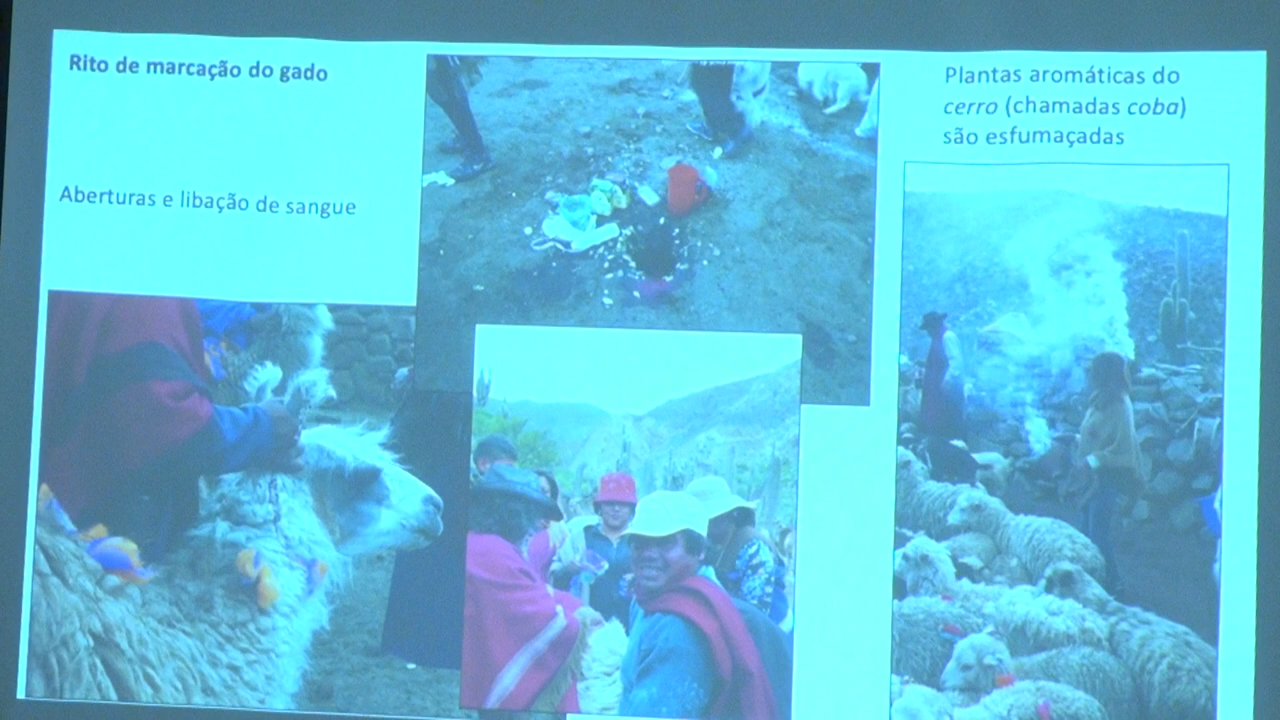 Rito de marcação do gado
Aberturas e libação de sangue
Plantas aromáticas do
cerro (chamadas coba)
são esfumaçadas